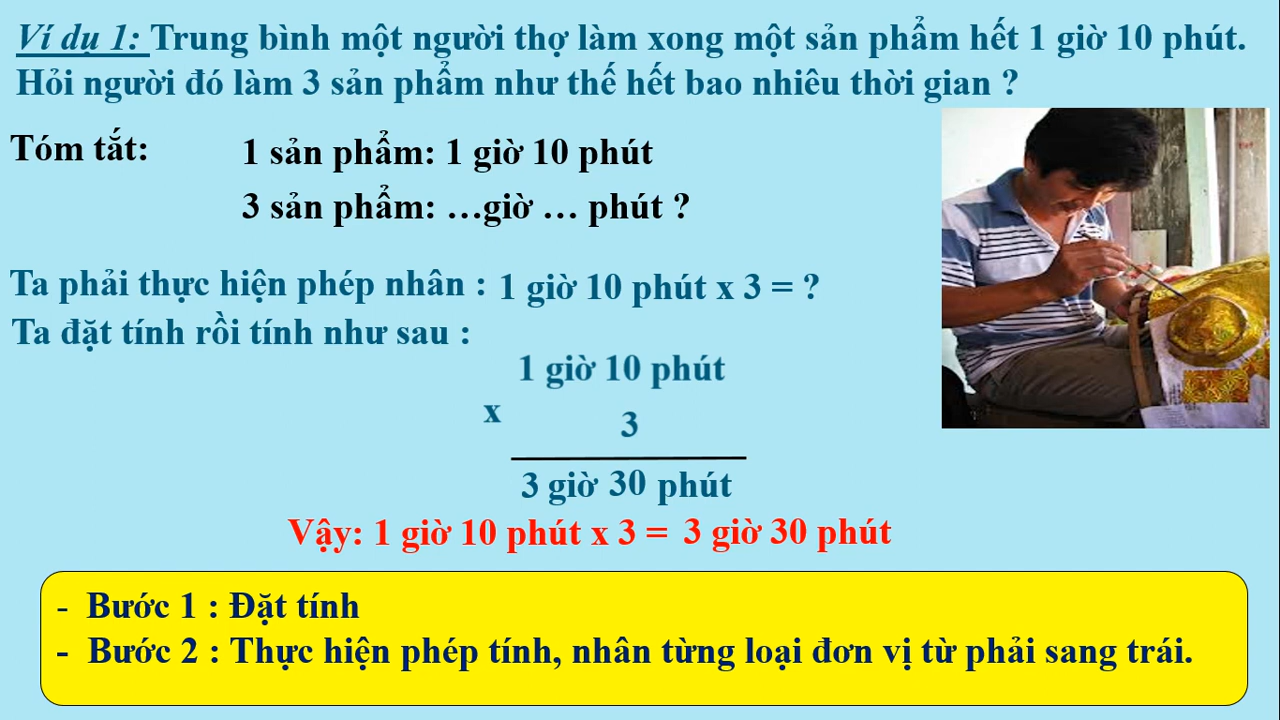 Ví dụ 1: Trung bình một người thợ làm xong một sản phẩm hết 1 giờ 10 phút.
Hỏi người đó làm 3 sản phẩm như thế hết bao nhiêu thời gian ?
Tóm tắt:
1 sản phẩm: 1 giờ 10 phút
3 sản phẩm: …giờ … phút ?
Ta phải thực hiện phép nhân : 1 giờ 10 phút x 3 = ?
Ta đặt tính rồi tính như sau :
1 giờ 10 phút
x
3
3 giờ 30 phút
Vậy: 1 giờ 10 phút x 3 = 3 giờ 30 phút
- Bước 1 : Đặt tính
- Bước 2 : Thực hiện phép tính, nhân từng loại đơn vị từ phải sang trái.